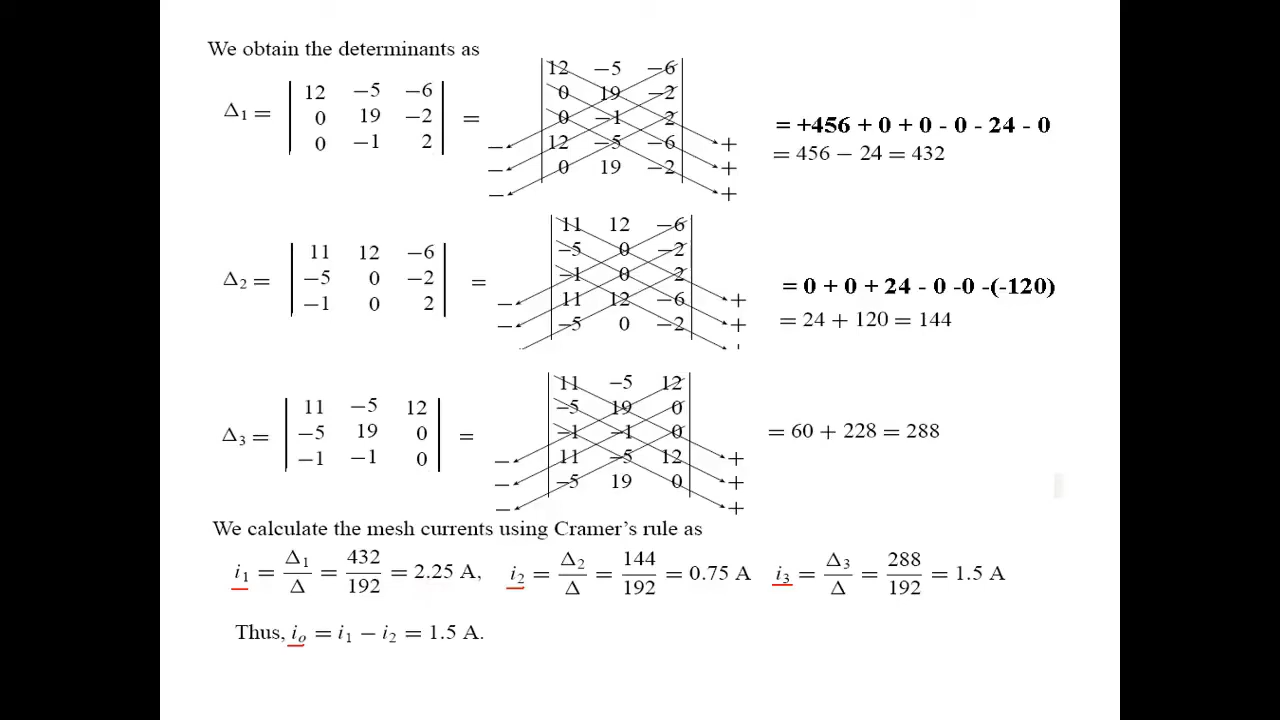 We obtain the determinants as
Δ1 = | 12 −5 −6 | = | 12 −5 −6 |
| 0 19 −2 | | 0 19 −2 |
| 0 −1 2 | | 0 −1 2 |
− | 12 −5 −6 | +
− | 0 19 −2 | +
− +
= +456 + 0 + 0 - 0 - 24 - 0
= 456 − 24 = 432
Δ2 = | 11 12 −6 | = | 11 12 −6 |
| −5 0 −2 | | −5 0 −2 |
| −1 0 2 | | −1 0 2 |
− | 11 12 −6 | +
− | −5 0 −2 | +
= 0 + 0 + 24 - 0 -0 -(-120)
= 24 + 120 = 144
Δ3 = | 11 −5 12 | = | 11 −5 12 |
| −5 19 0 | | −5 19 0 |
| −1 −1 0 | | −1 −1 0 |
− | 11 −5 12 | +
− | −5 19 0 | +
− +
= 60 + 228 = 288
We calculate the mesh currents using Cramer’s rule as
i1 = Δ1/Δ = 432/192 = 2.25 A, i2 = Δ2/Δ = 144/192 = 0.75 A i3 = Δ3/Δ = 288/192 = 1.5 A
Thus, io = i1 − i2 = 1.5 A.